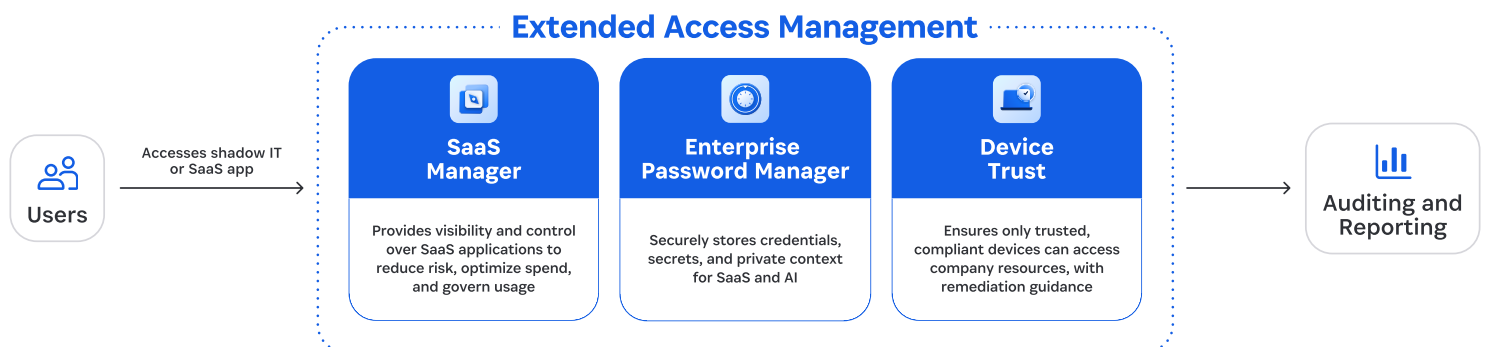 Extended Access Management
Users
Accesses shadow IT
or SaaS app
SaaS
Manager
Provides visibility and control
over SaaS applications to
reduce risk, optimize spend,
and govern usage
Enterprise
Password Manager
Securely stores credentials,
secrets, and private context
for SaaS and AI
Device
Trust
Ensures only trusted,
compliant devices can access
company resources, with
remediation guidance
Auditing and
Reporting